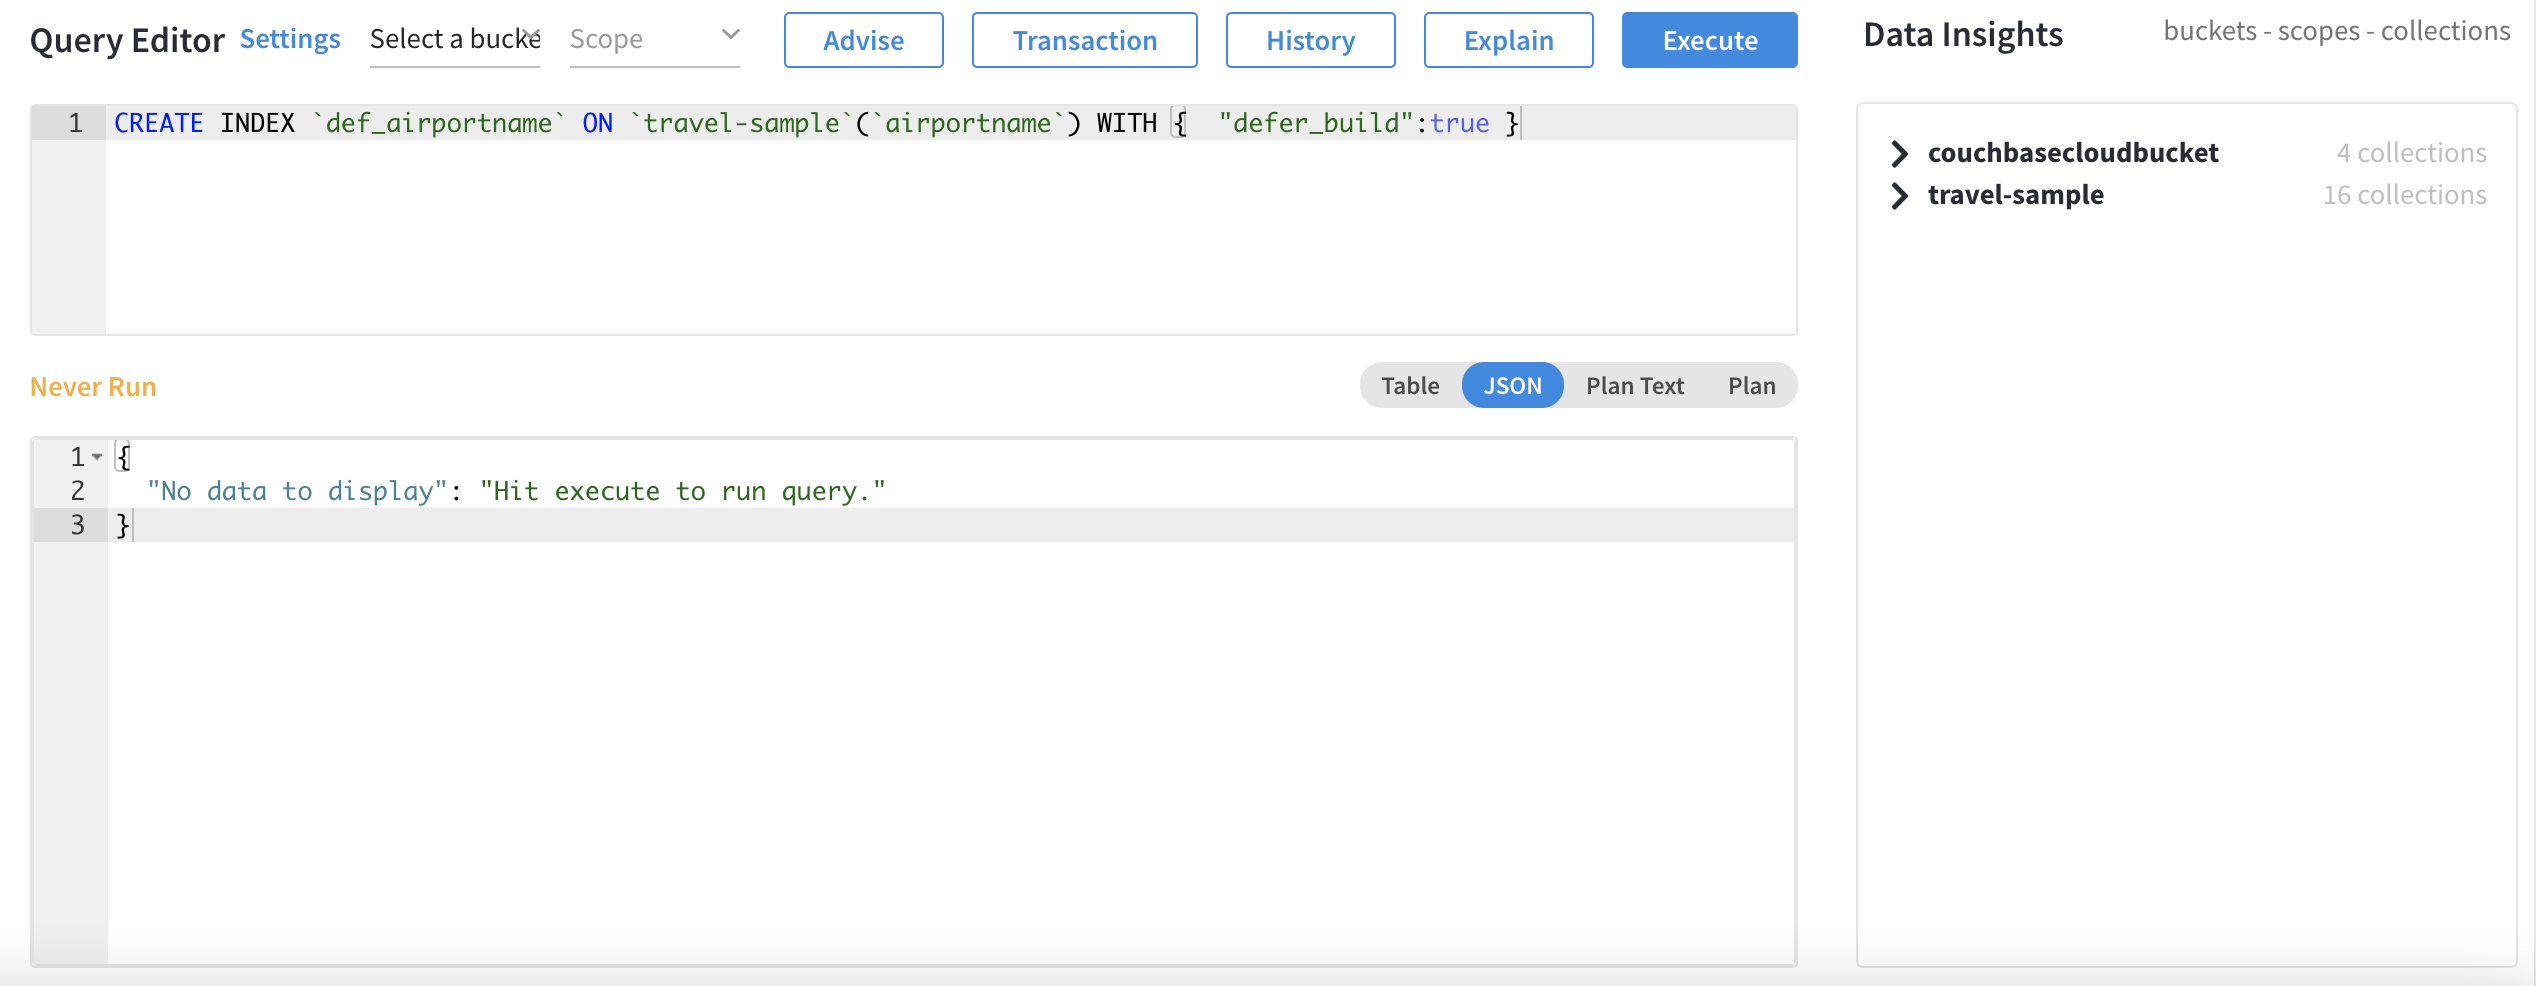 Query Editor Settings Select a bucke Scope Advise Transaction History Explain Execute
1 CREATE INDEX `def_airportname` ON `travel-sample`(`airportname`) WITH {  "defer_build":true }
Never Run
Table JSON Plan Text Plan
1 {
2 "No data to display": "Hit execute to run query."
3 }
Data Insights buckets - scopes - collections
couchbasecloudbucket 4 collections
travel-sample 16 collections